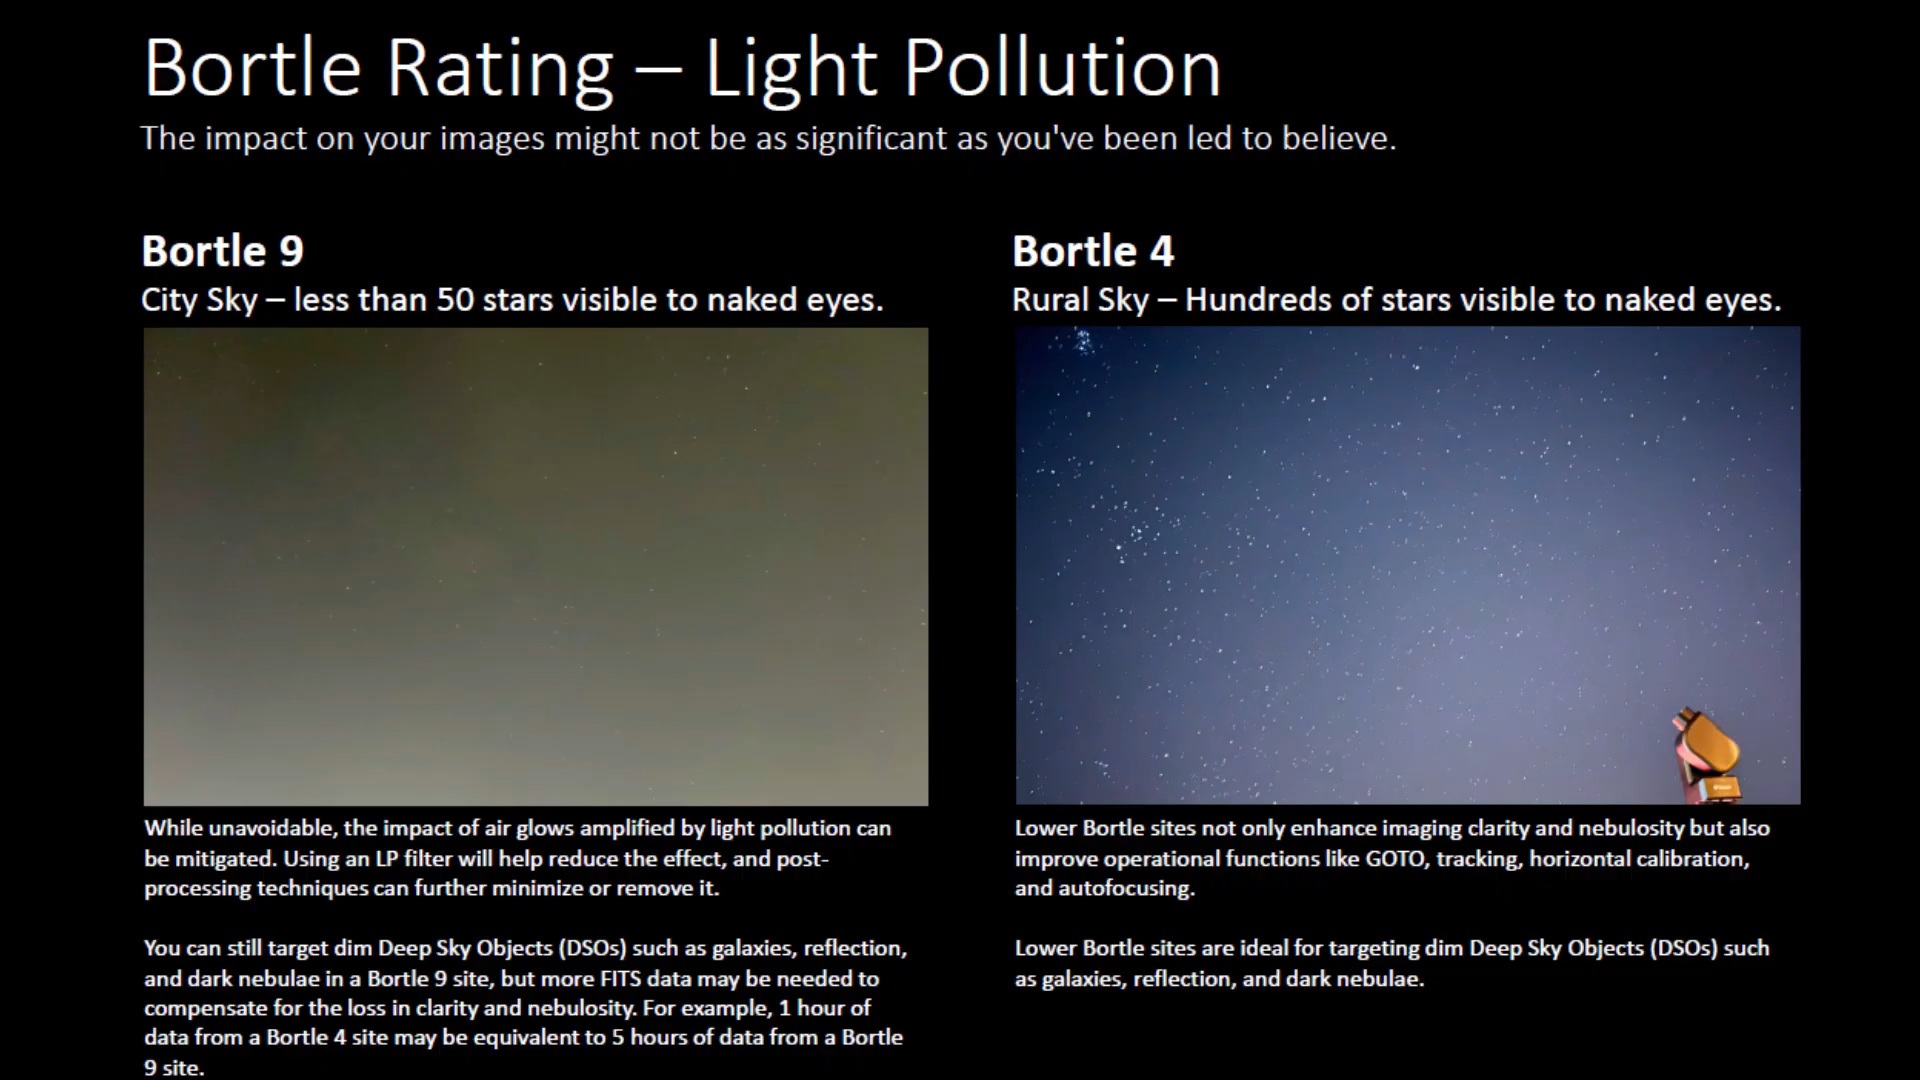 Bortle Rating – Light Pollution
The impact on your images might not be as significant as you've been led to believe.
Bortle 9
City Sky – less than 50 stars visible to naked eyes.
While unavoidable, the impact of air glows amplified by light pollution can
be mitigated. Using an LP filter will help reduce the effect, and post-
processing techniques can further minimize or remove it.
You can still target dim Deep Sky Objects (DSOs) such as galaxies, reflection,
and dark nebulae in a Bortle 9 site, but more FITS data may be needed to
compensate for the loss in clarity and nebulosity. For example, 1 hour of
data from a Bortle 4 site may be equivalent to 5 hours of data from a Bortle
9 site.
Bortle 4
Rural Sky – Hundreds of stars visible to naked eyes.
Lower Bortle sites not only enhance imaging clarity and nebulosity but also
improve operational functions like GOTO, tracking, horizontal calibration,
and autofocusing.
Lower Bortle sites are ideal for targeting dim Deep Sky Objects (DSOs) such
as galaxies, reflection, and dark nebulae.